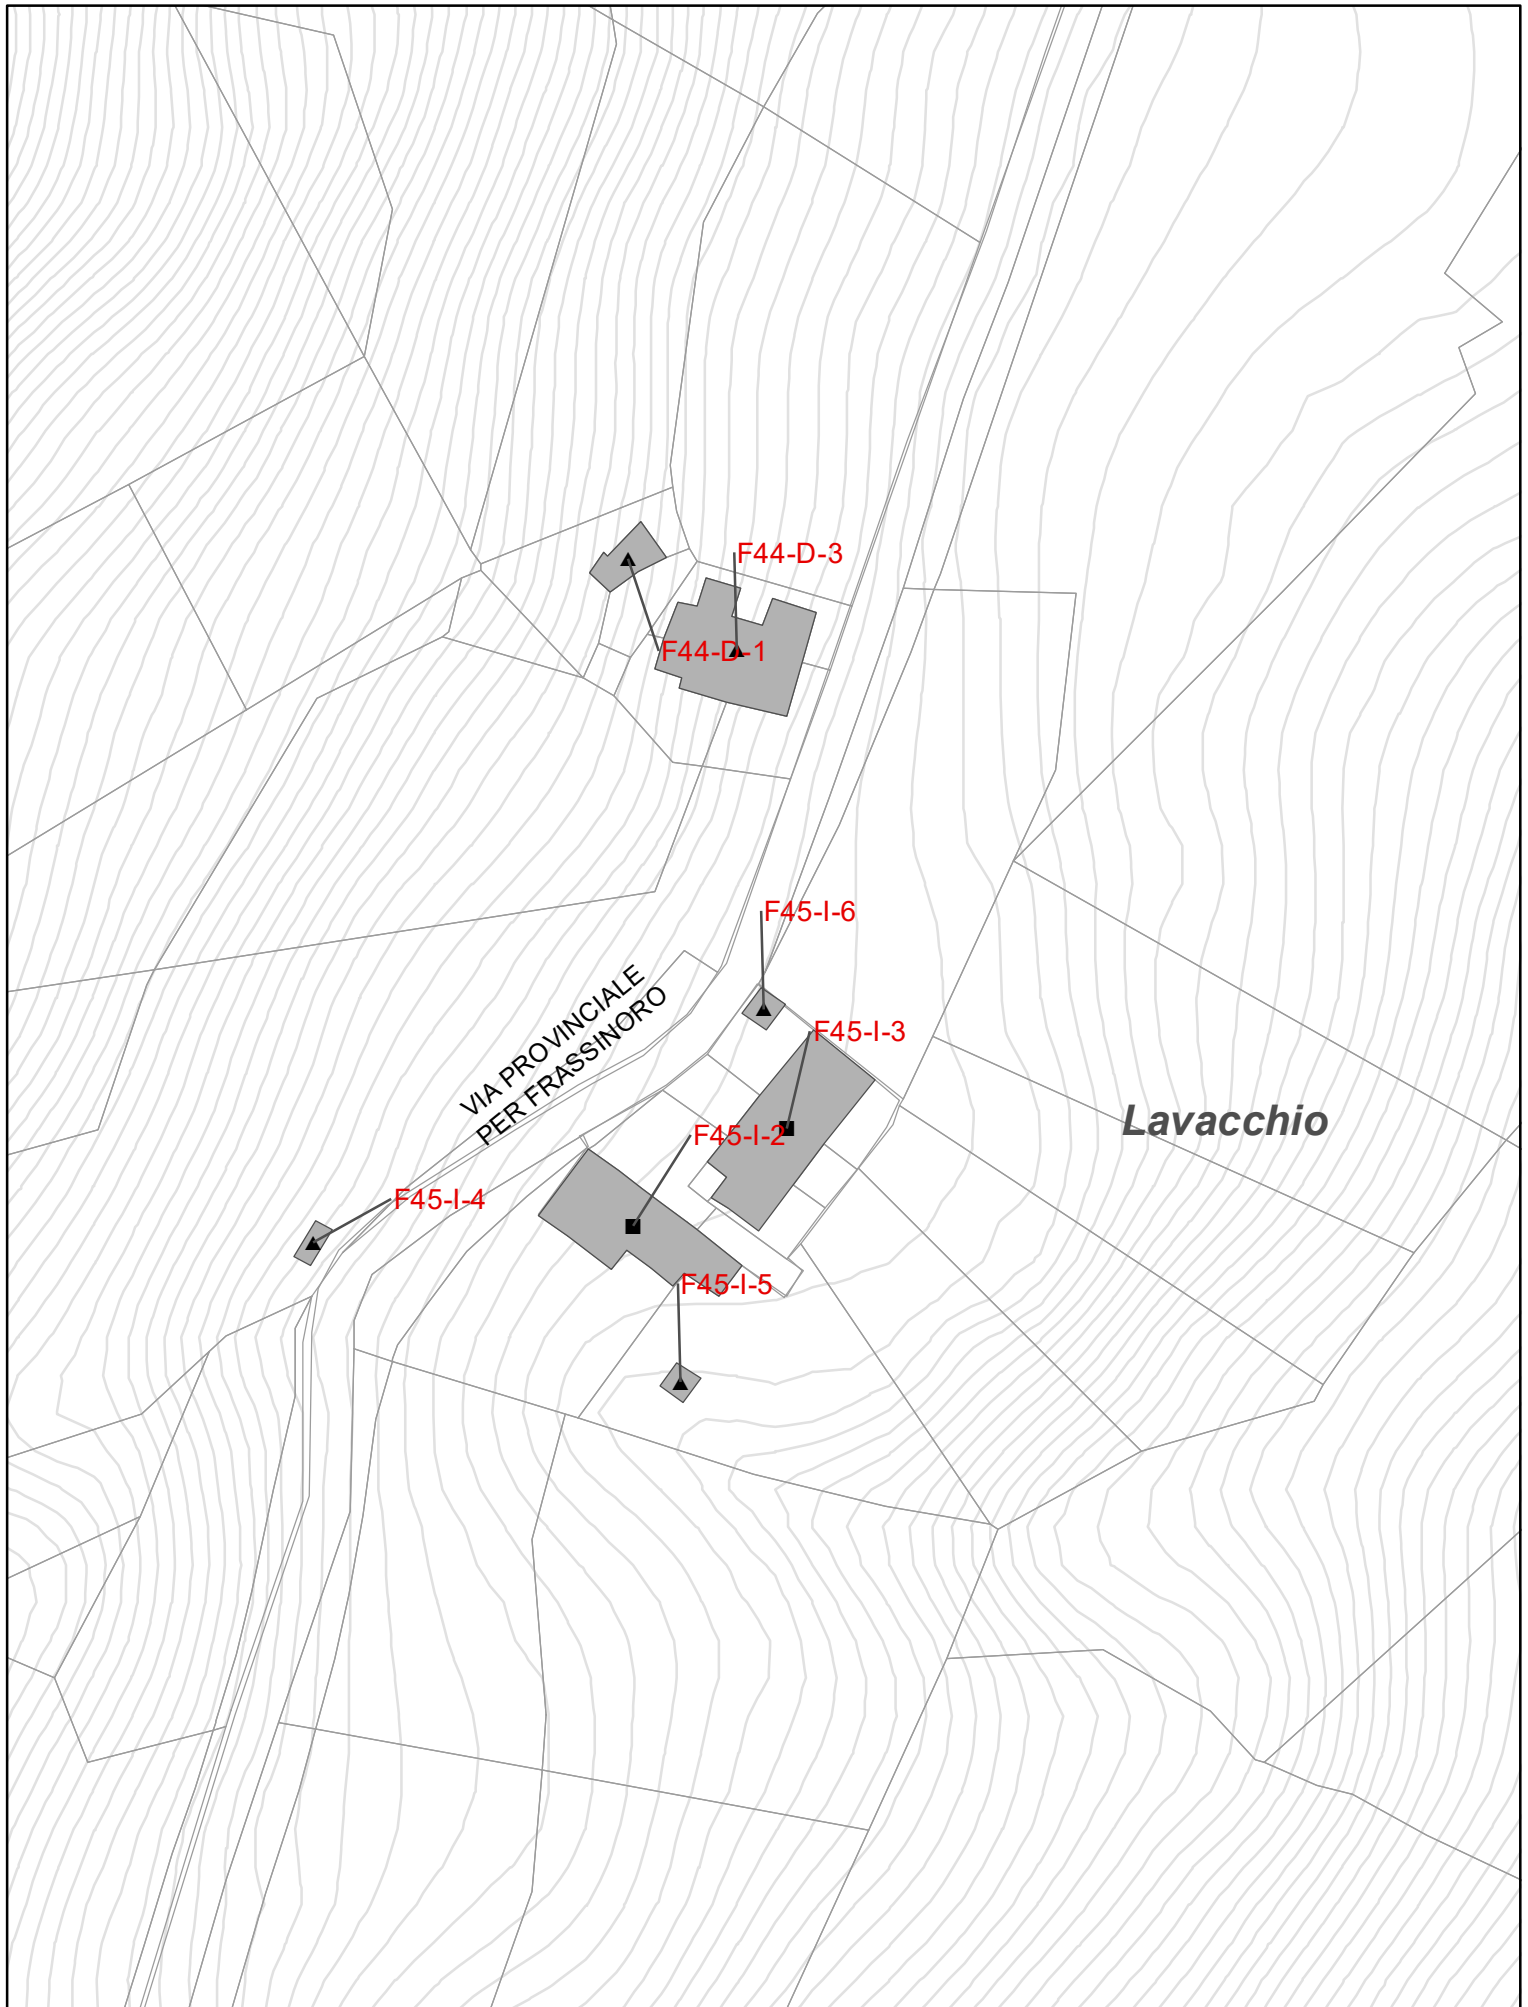 F44-D-3
F44-D-1
F45-I-6
VIA PROVINCIALE
PER FRASSINORO
F45-I-3
Lavacchio
F45-I-2
F45-I-4
F45-I-5